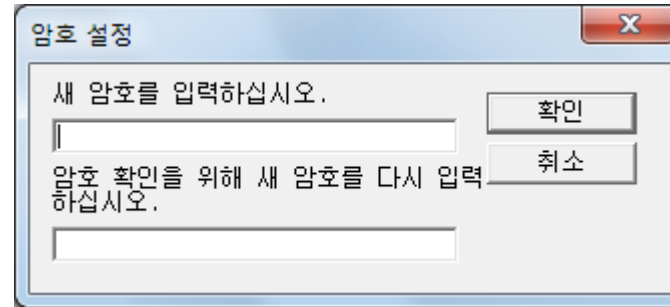 암호 설정
새 암호를 입력하십시오.
확인
암호 확인을 위해 새 암호를 다시 입력
하십시오.
취소